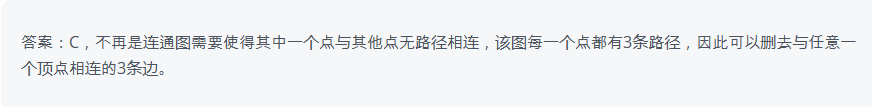 答案：C，不再是连通图需要使得其中一个点与其他点无路径相连，该图每一个点都有3条路径，因此可以删去与任意一
个顶点相连的3条边。